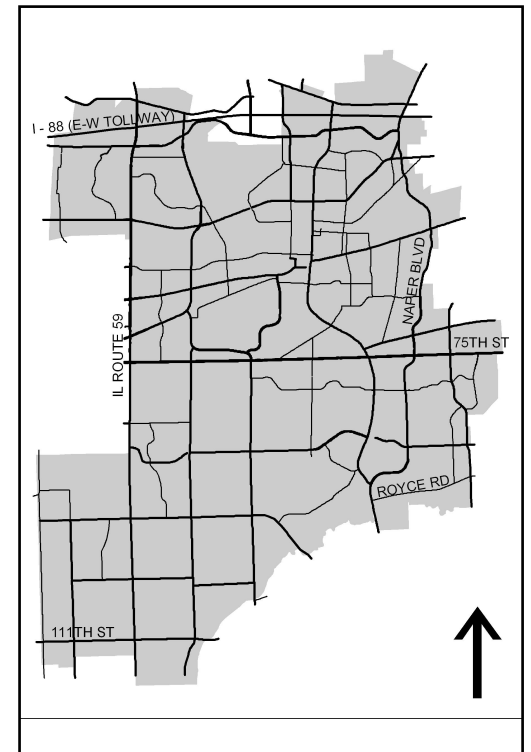 I - 88 (E-W TOLLWAY)
NAPER BLVD
IL ROUTE 59
75TH ST
ROYCE RD
111TH ST